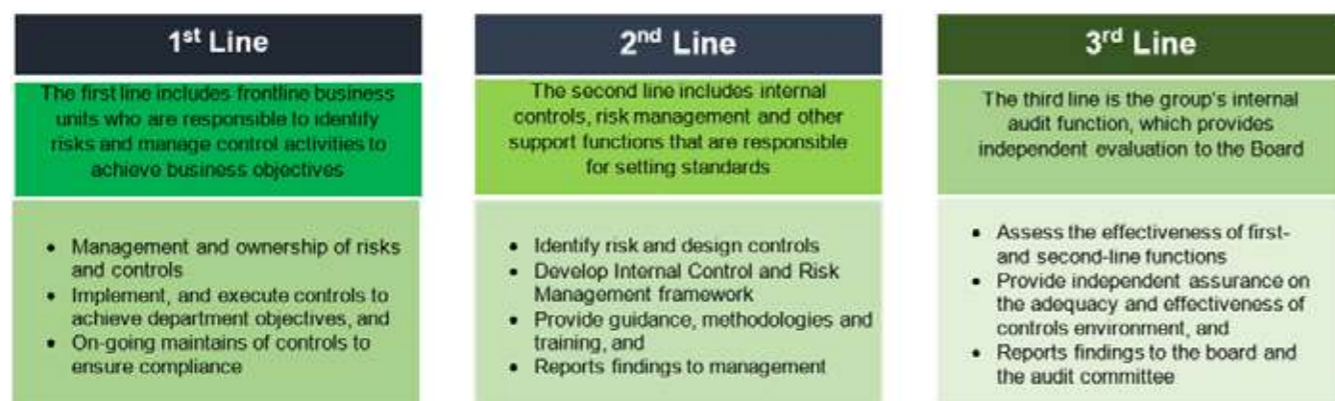 1st Line
The first line includes frontline business
units who are responsible to identify
risks and manage control activities to
achieve business objectives
• Management and ownership of risks
and controls
• Implement, and execute controls to
achieve department objectives, and
• On-going maintains of controls to
ensure compliance
2nd Line
The second line includes internal
controls, risk management and other
support functions that are responsible
for setting standards
• Identify risk and design controls
• Develop Internal Control and Risk
Management framework
• Provide guidance, methodologies and
training, and
• Reports findings to management
3rd Line
The third line is the group's internal
audit function, which provides
independent evaluation to the Board
• Assess the effectiveness of first-
and second-line functions
• Provide independent assurance on
the adequacy and effectiveness of
controls environment, and
• Reports findings to the board and
the audit committee